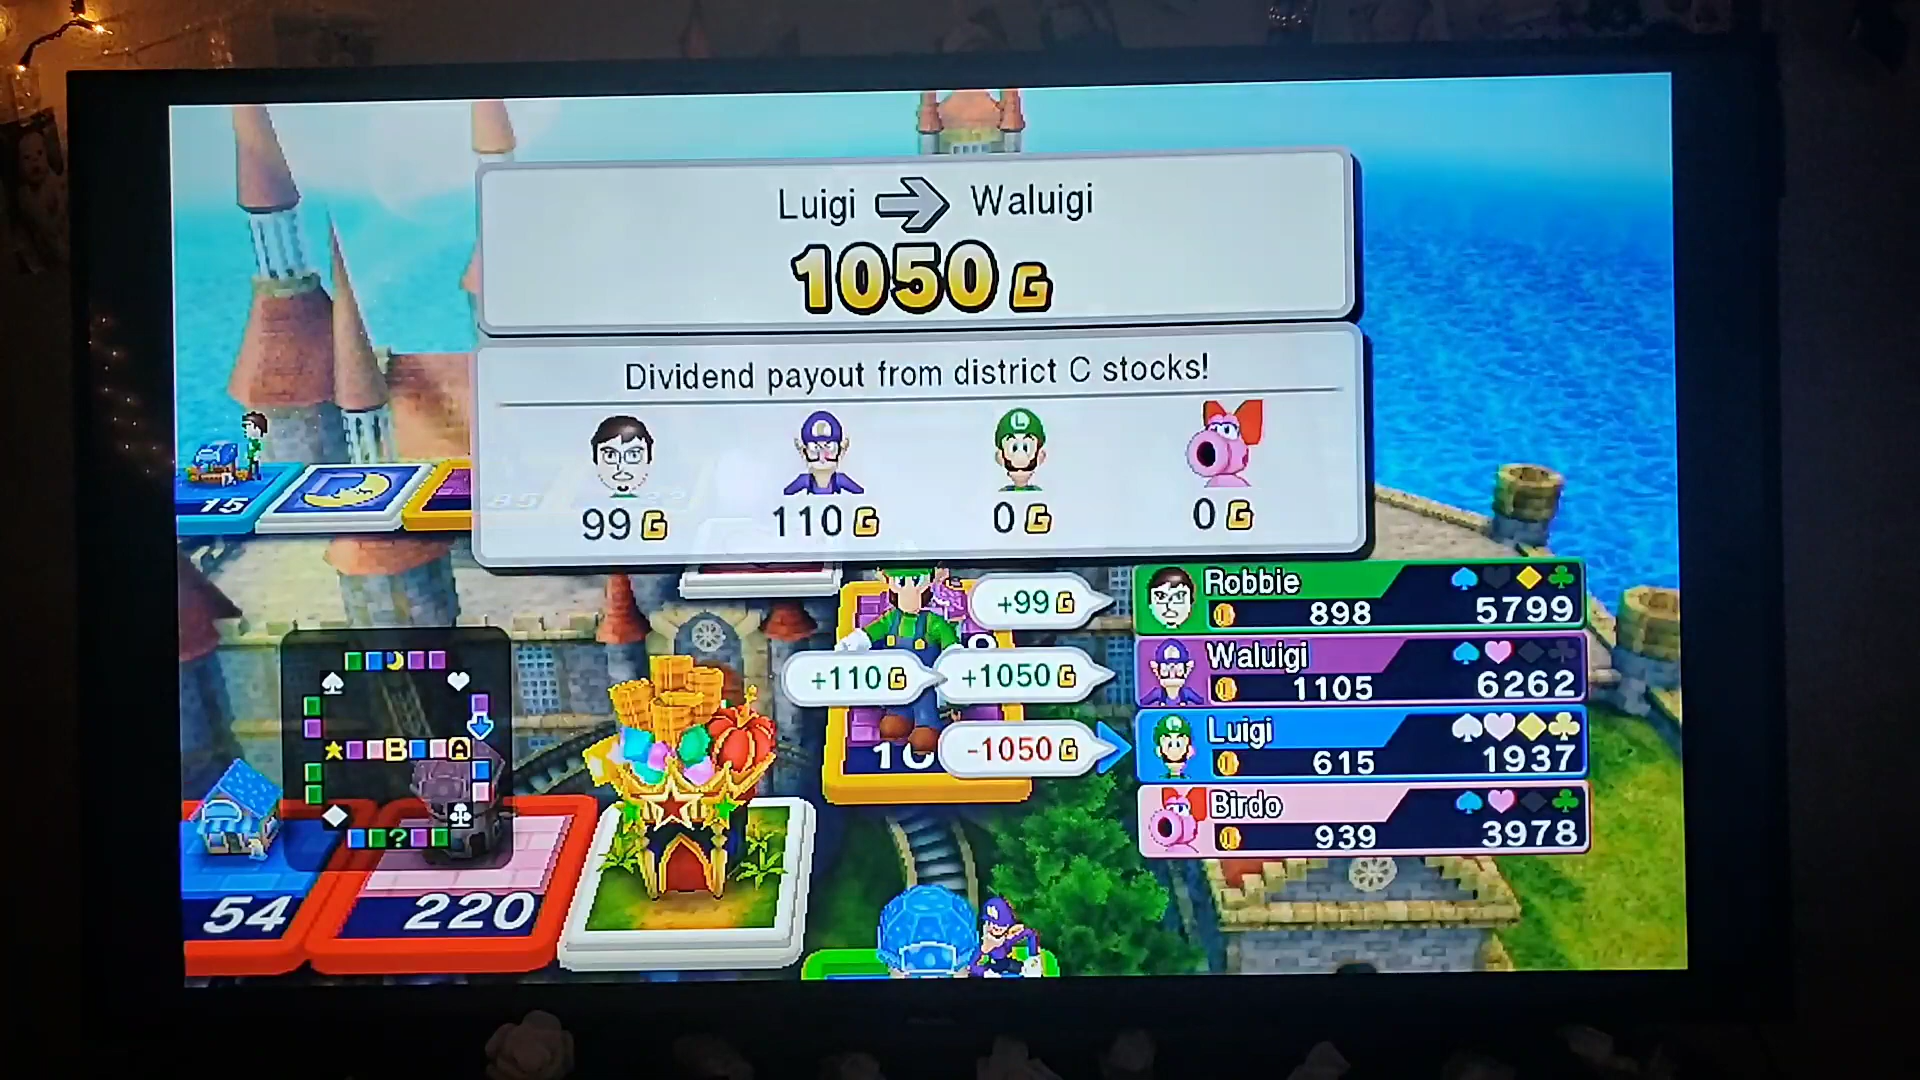 Luigi Waluigi
1050 G
Dividend payout from district C stocks!
99 G 110 G 0 G 0 G
15
+99 G
Robbie
898 5799
+110 G +1050 G
Waluigi
1105 6262
-1050 G
Luigi
615 1937
Birdo
939 3978
B A
?
54 220
L